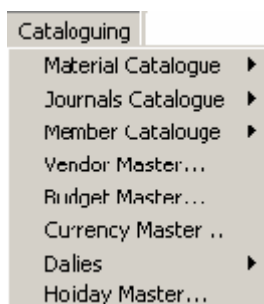 Cataloguing
Material Catalogue
Journals Catalogue
Member Catalouge
Vendor Master...
Budget Master...
Currency Master ..
Dalies
Hoiday Master...